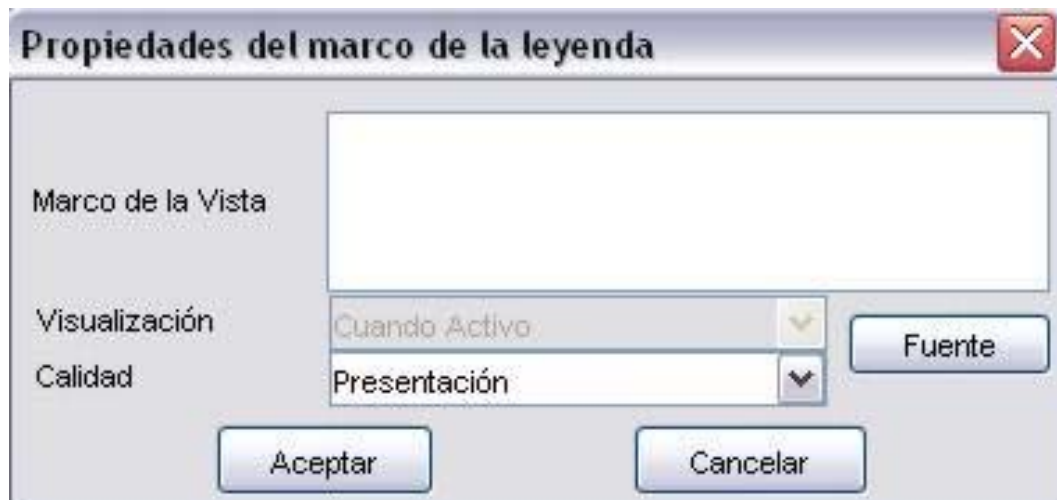 Propiedades del marco de la leyenda
Marco de la Vista
Visualización
Cuando Activo
Fuente
Calidad
Presentación
Aceptar
Cancelar